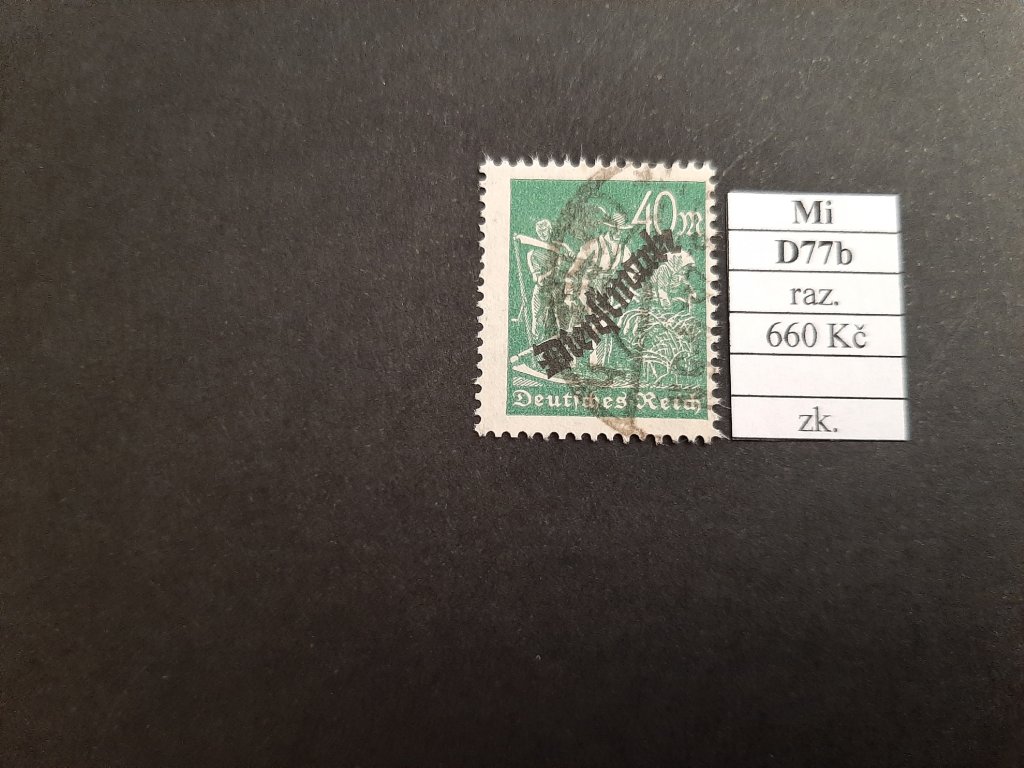 40m
Dienstmarke
Deutsches Reich
Mi
D77b
raz.
660 Kč
zk.